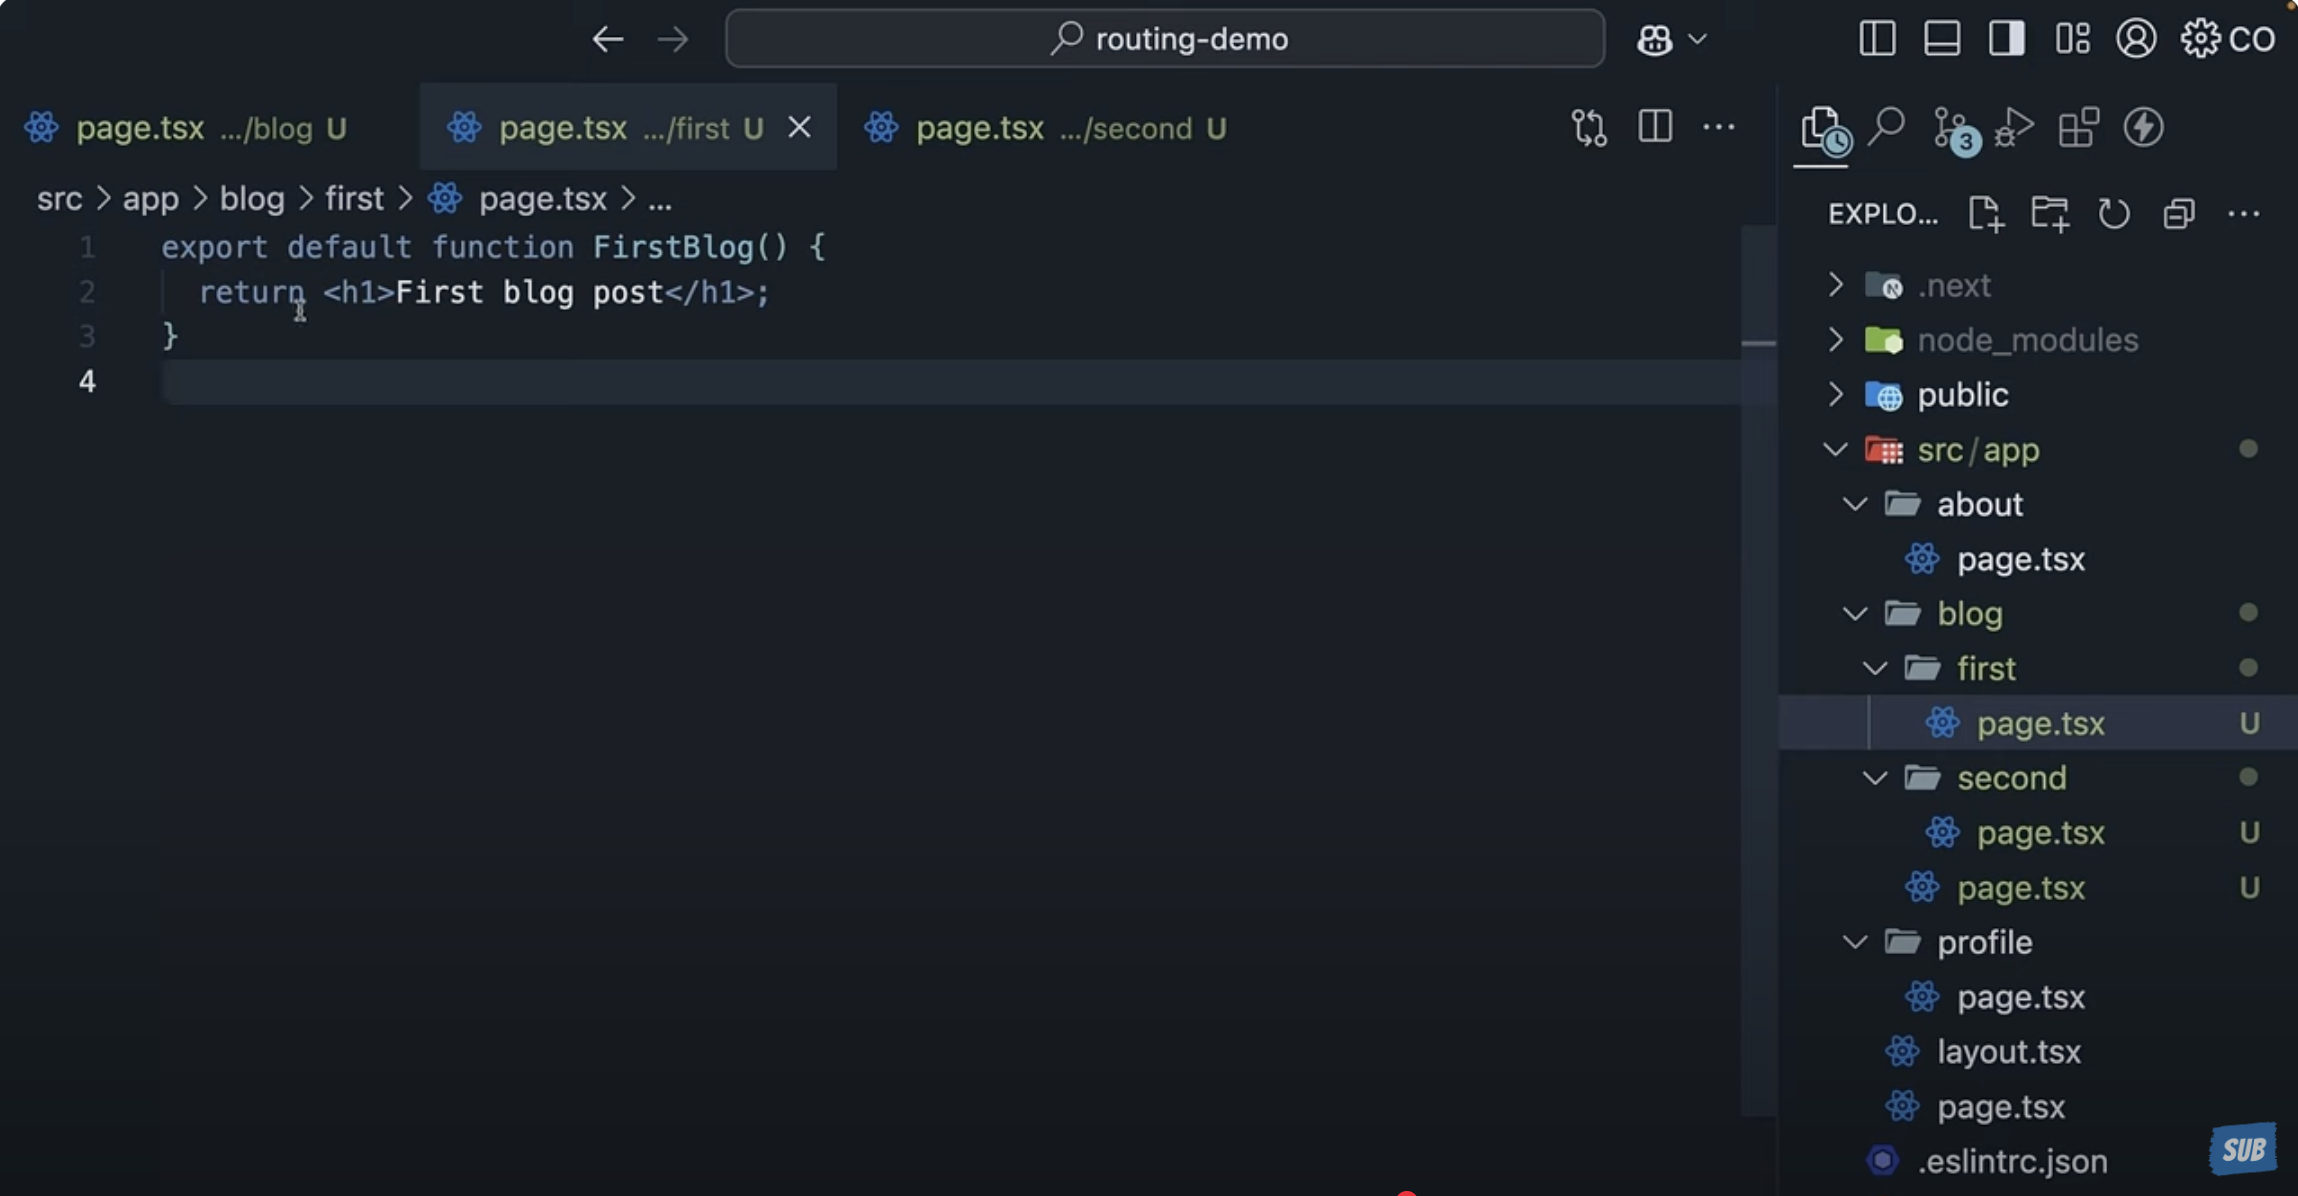 routing-demo
CO
page.tsx .../blog U
page.tsx .../first U
page.tsx .../second U
3
src > app > blog > first > page.tsx > ...
1 export default function FirstBlog() {
2 return <h1>First blog post</h1>;
3 }
4
EXPLO...
.next
node_modules
public
src/app
about
page.tsx
blog
first
page.tsx U
second
page.tsx U
page.tsx U
profile
page.tsx
layout.tsx
page.tsx
.eslintrc.json
SUB